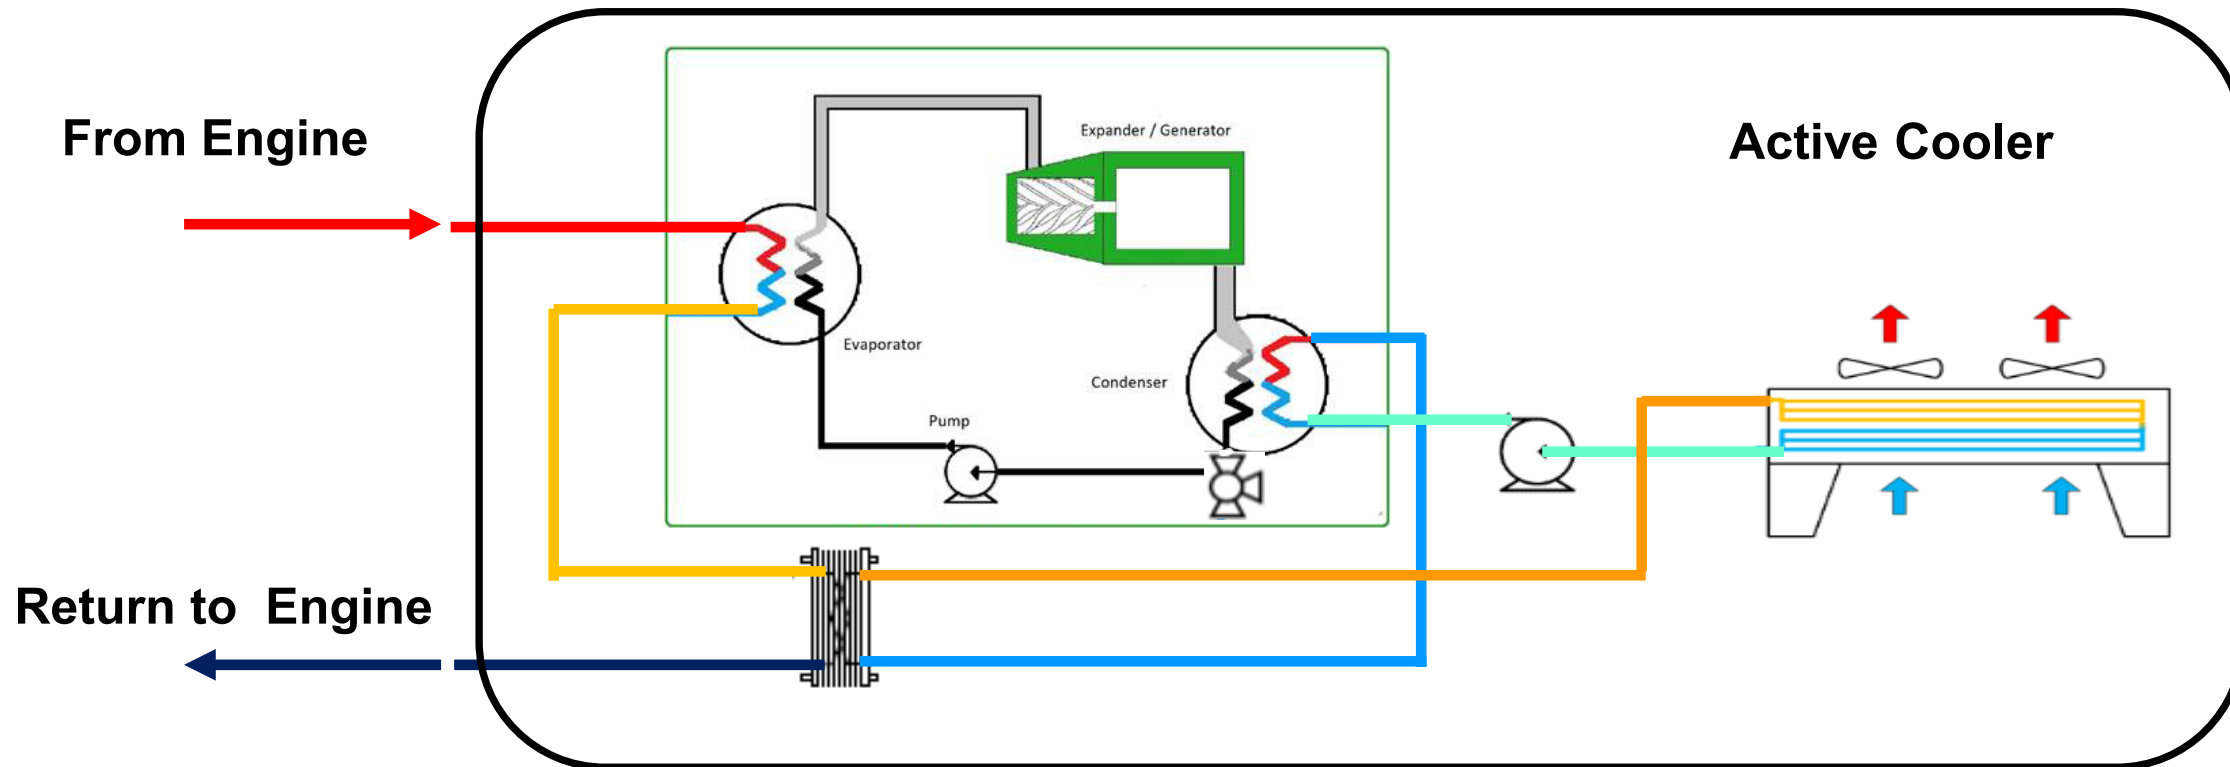 From Engine
Expander / Generator
Active Cooler
Evaporator
Condenser
Pump
Return to  Engine